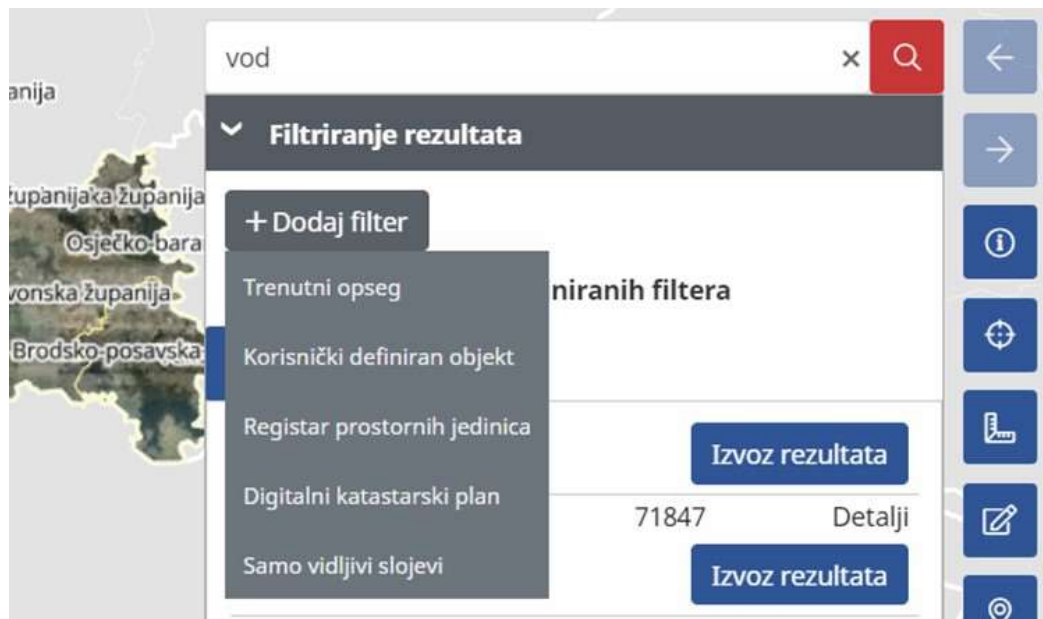 vod
anija
Filtriranje rezultata
županijaka županija
Dodaj filter
Osječko-bara
Trenutni opseg
niranih filtera
vonska županija
Korisnički definiran objekt
Brodsko-posavska
Registar prostornih jedinica
Izvoz rezultata
Digitalni katastarski plan
71847 Detalji
Samo vidljivi slojevi
Izvoz rezultata